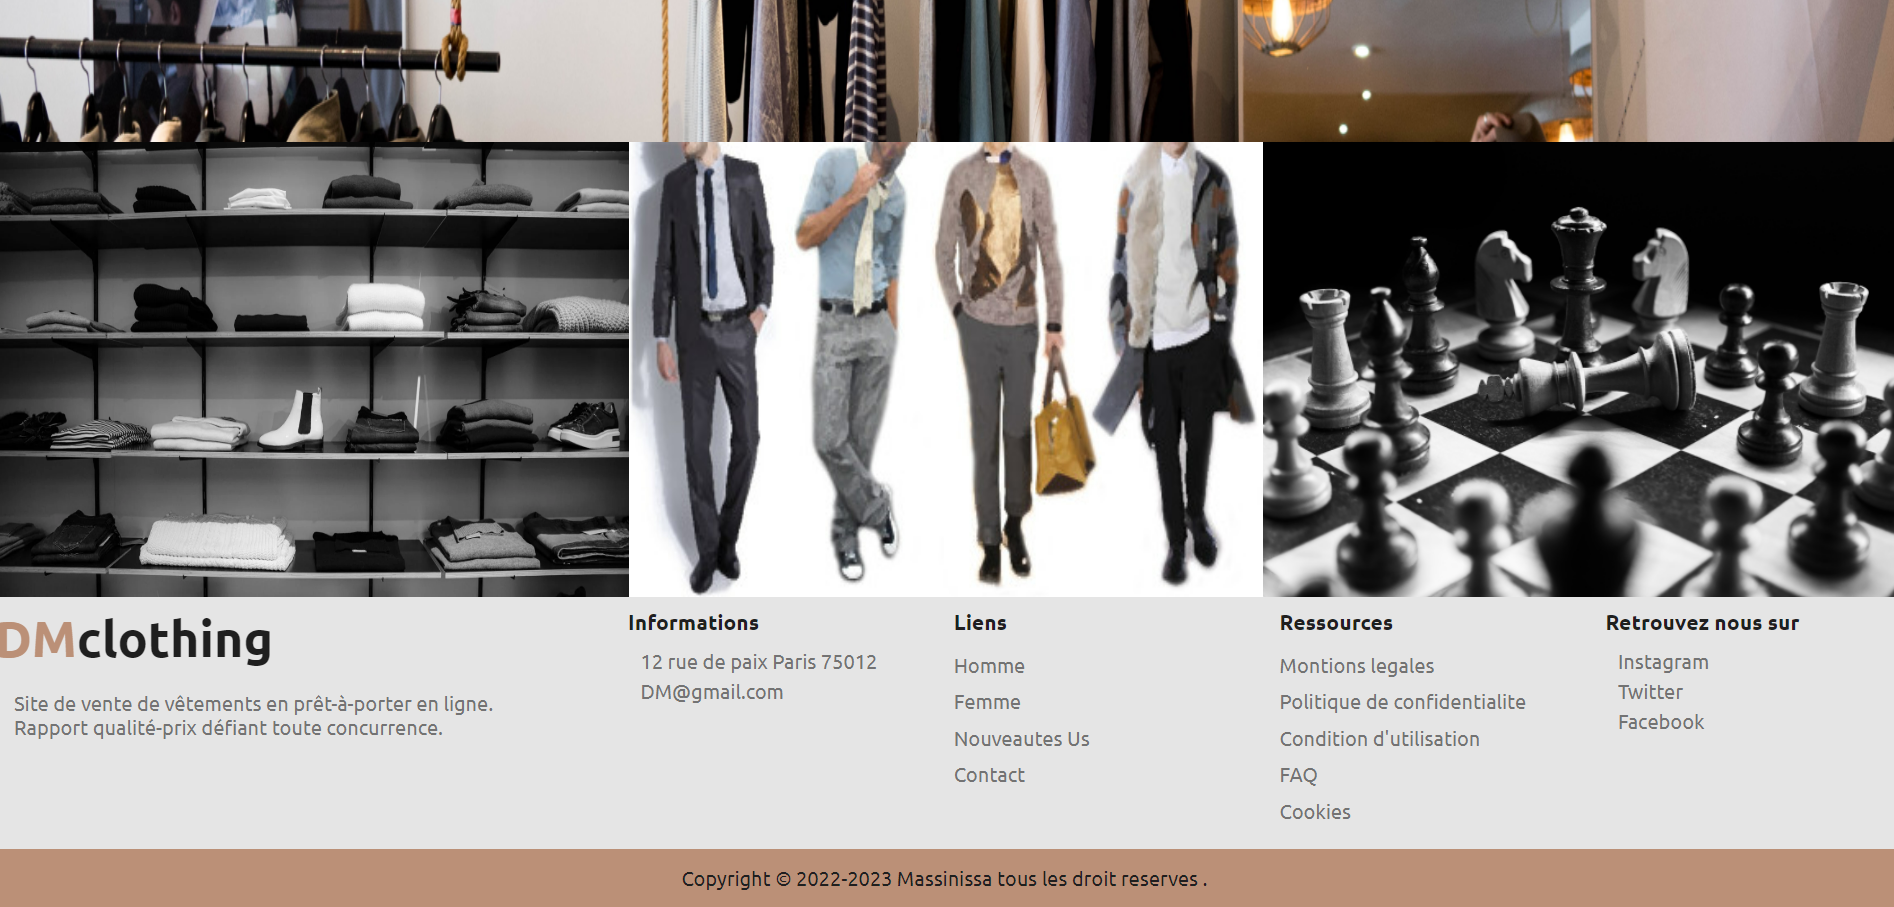 DMclothing
Site de vente de vêtements en prêt-à-porter en ligne.
Rapport qualité-prix défiant toute concurrence.
Informations
12 rue de paix Paris 75012
DM@gmail.com
Liens
Homme
Femme
Nouveautes Us
Contact
Ressources
Montions legales
Politique de confidentialite
Condition d'utilisation
FAQ
Cookies
Retrouvez nous sur
Instagram
Twitter
Facebook
Copyright © 2022-2023 Massinissa tous les droit reserves .